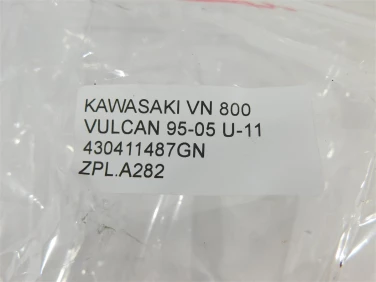 KAWASAKI VN 800
VULCAN 95-05 U-11
430411487GN
ZPL.A282